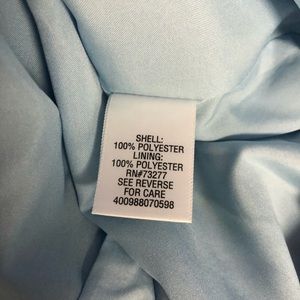 SHELL:
100% POLYESTER
LINING:
100% POLYESTER
RN#73277
SEE REVERSE
FOR CARE
400988070598